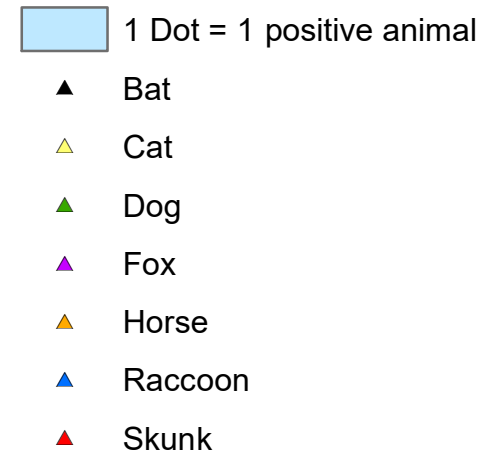 1 Dot = 1 positive animal
Bat
Cat
Dog
Fox
Horse
Raccoon
Skunk